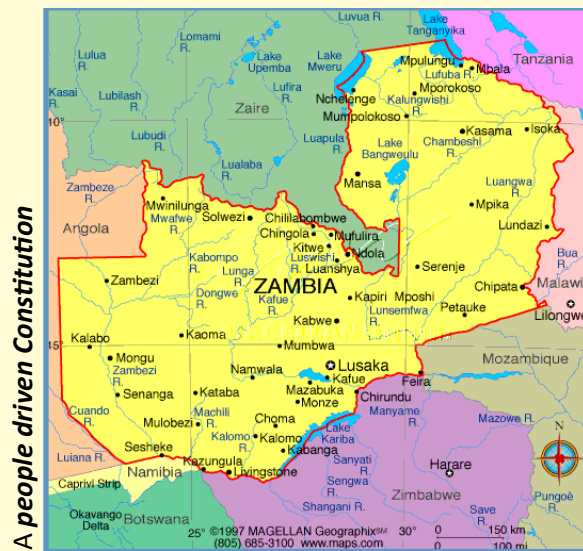 A people driven Constitution
Lake
Tanganyika
Luvua R.
Lomami
R.
Lulua
R.
Lake
Upemba
Lake
Mweru
Mpulungu
Tanzania
Lufuba R.
Mbala
Lufira
R.
Kasai
R.
Lubilash
R.
Nchelenge
Mporokoso
Kalungwishi
R.
Zaire
10°
Mumpolokoso
Lubudi
R.
Luapula
R.
Kasama
Isoka
Lualaba
R.
Lake
Bangweulu
Chambeshi
R.
Zambeze
R.
Mansa
Luangwa
R.
Mwinilunga
Mwafwe
R.
Solwezi
Chililabombwe
Mpika
Angola
Chingola
Mufulira
Lundazi
Kitwe
Ndola
Bua
R.
Kabompo
R.
Lunga
R.
Luswishi
R.
Luanshya
Serenje
Zambezi
ZAMBIA
Chipata
Malawi
Dongwe
R.
Kafue
R.
Kapiri Mposhi
Lunsemfwa
R.
Petauke
Lilongwe
Kabwe
MAGELLAN
Kalabo
Kaoma
15°
Mumbwa
Mozambique
Mongu
Zambezi
R.
Lusaka
Namwala
Kafue
Feira
Senanga
Kataba
Mazabuka
Chirundu
Monze
Manyame
R.
Cuando
R.
Machili
R.
Choma
Mazowe R.
N
Mulobezi
Kalomo
R.
Kalomo
Lake
Kariba
Sesheke
Kabanga
Luiana R.
Sanyati
R.
Harare
Namibia
Kazungula
Livingstone
Caprivi Strip
Sengwa
R.
Zimbabwe
Pungoè
R.
Okavango
Delta
Botswana
Shangani R.
Save
R.
25°
©1997 MAGELLAN Geographix℠
30°
0
150 km
(805) 685-3100 www.maps.com
0
100 mi